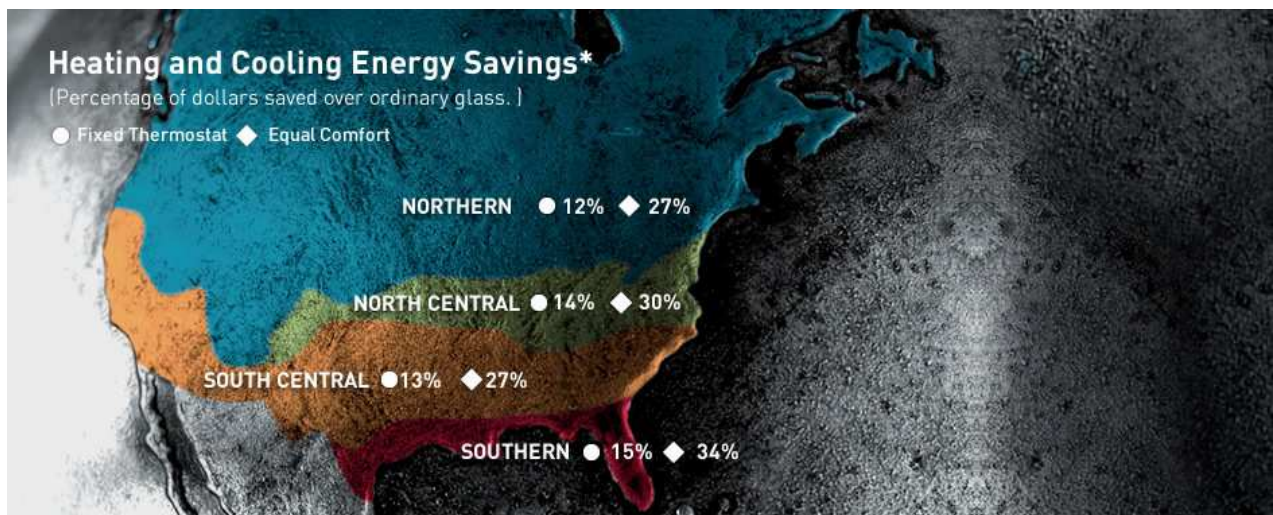 Heating and Cooling Energy Savings*
(Percentage of dollars saved over ordinary glass. )
● Fixed Thermostat ◆ Equal Comfort
NORTHERN ● 12% ◆ 27%
NORTH CENTRAL ● 14% ◆ 30%
SOUTH CENTRAL ● 13% ◆ 27%
SOUTHERN ● 15% ◆ 34%